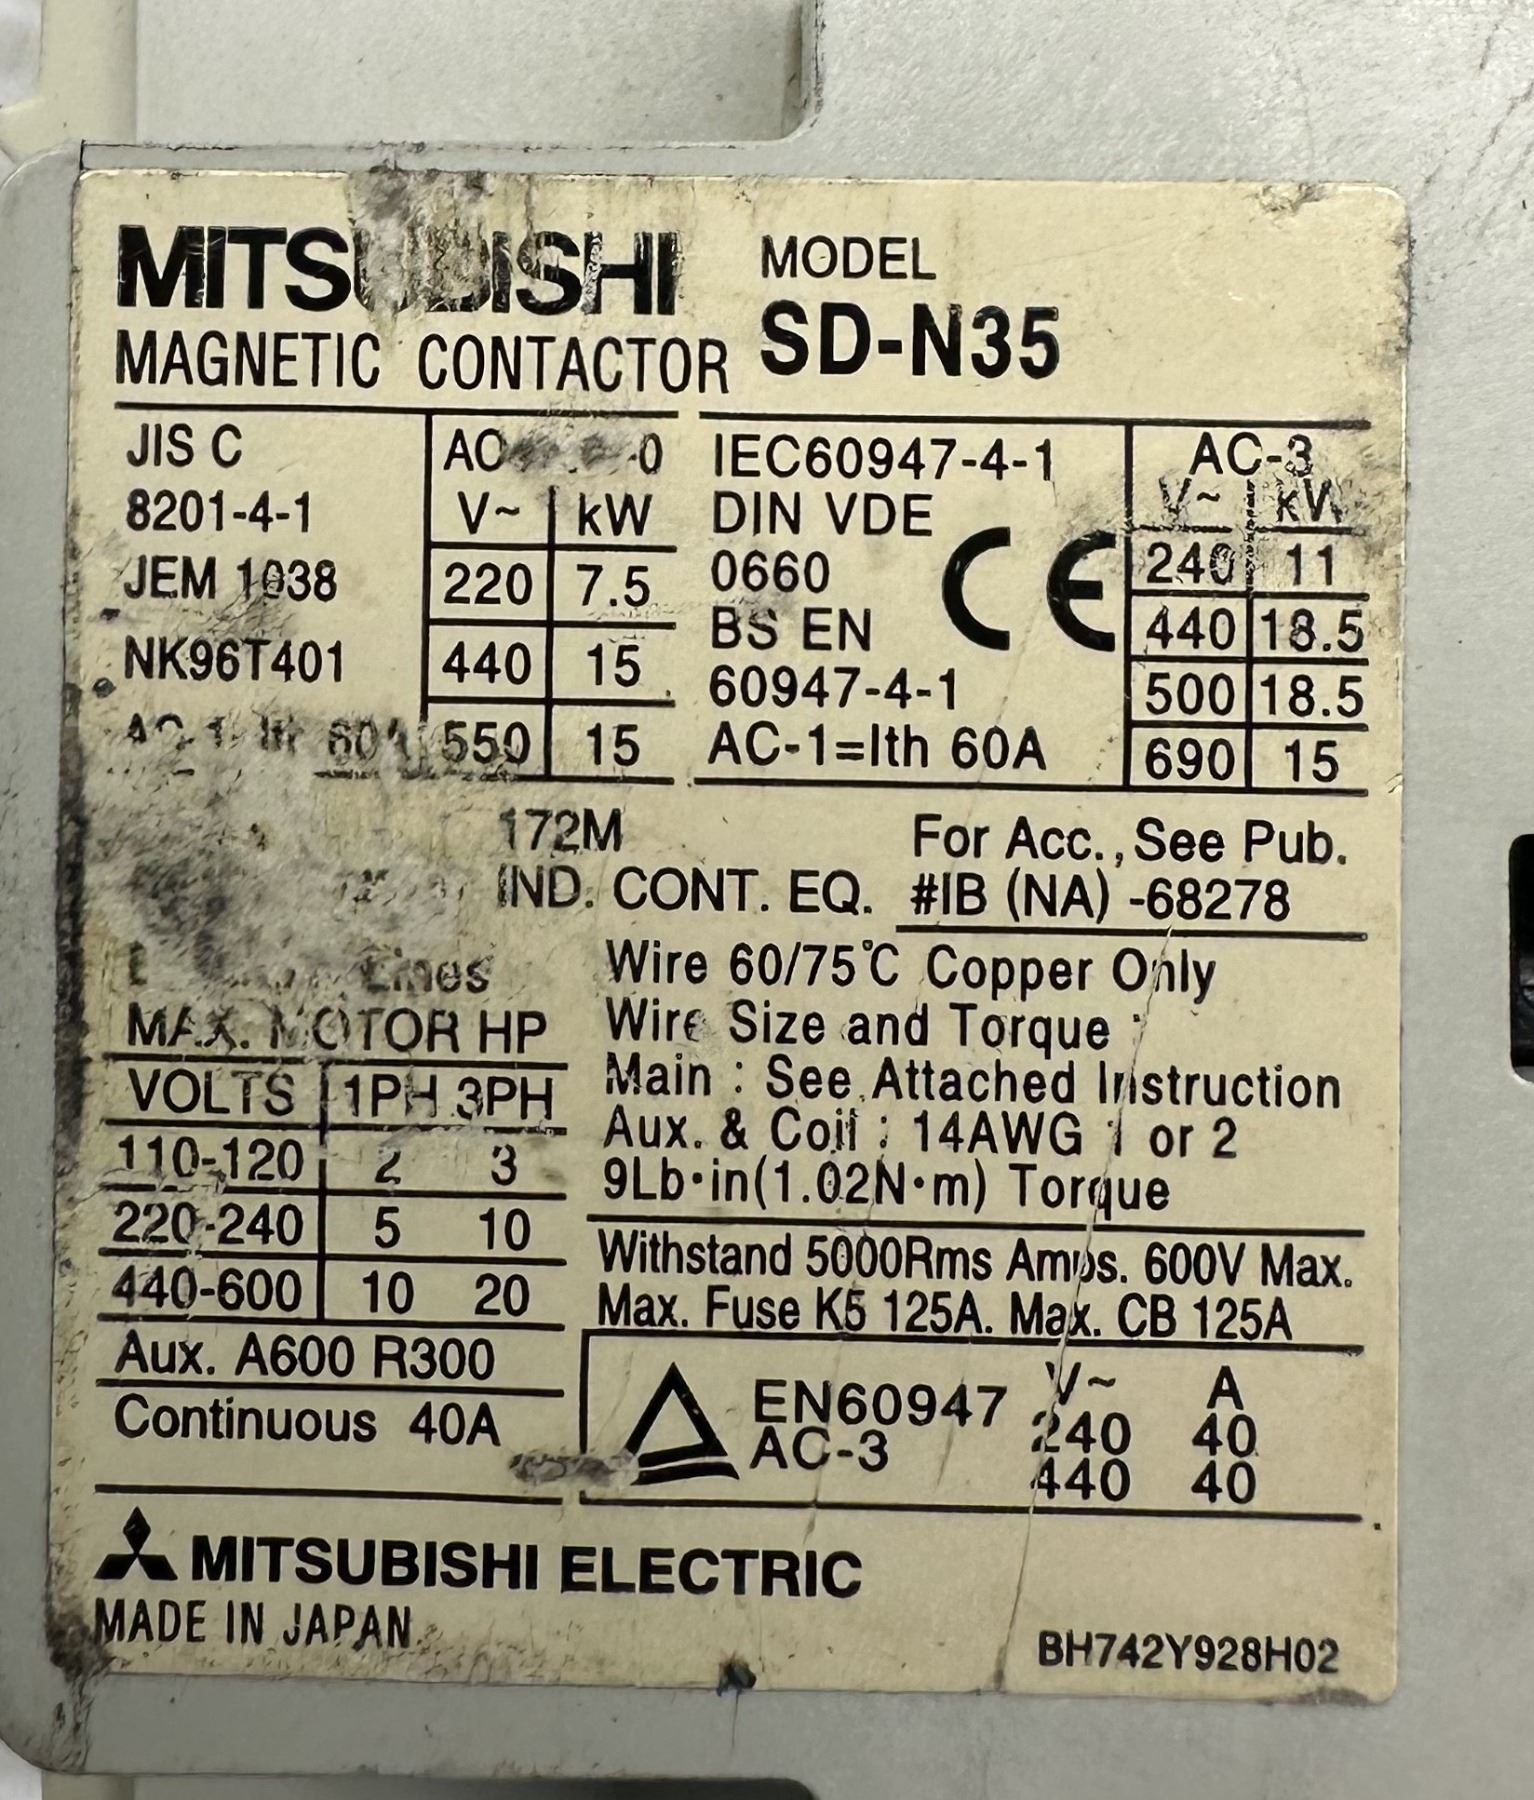 MITSUBISHI
MAGNETIC CONTACTOR
MODEL
SD-N35
JIS C
8201-4-1
JEM 1038
NK96T401
60A
V~ kW
220 7.5
440 15
550 15
IEC60947-4-1
DIN VDE
0660
BS EN
60947-4-1
AC-1=Ith 60A
CE
AC-3
V~ kW
240 11
440 18.5
500 18.5
690 15
172M
IND. CONT. EQ.
For Acc., See Pub.
#IB (NA) -68278
Lines
MAX. MOTOR HP
VOLTS 1PH 3PH
110-120 2 3
220-240 5 10
440-600 10 20
Aux. A600 R300
Continuous 40A
Wire 60/75°C Copper Only
Wire Size and Torque :
Main : See Attached Instruction
Aux. & Coil : 14AWG 1 or 2
9Lb·in(1.02N·m) Torque
Withstand 5000Rms Amps. 600V Max.
Max. Fuse K5 125A. Max. CB 125A
EN60947
AC-3
V~ A
240 40
440 40
MITSUBISHI ELECTRIC
MADE IN JAPAN
BH742Y928H02